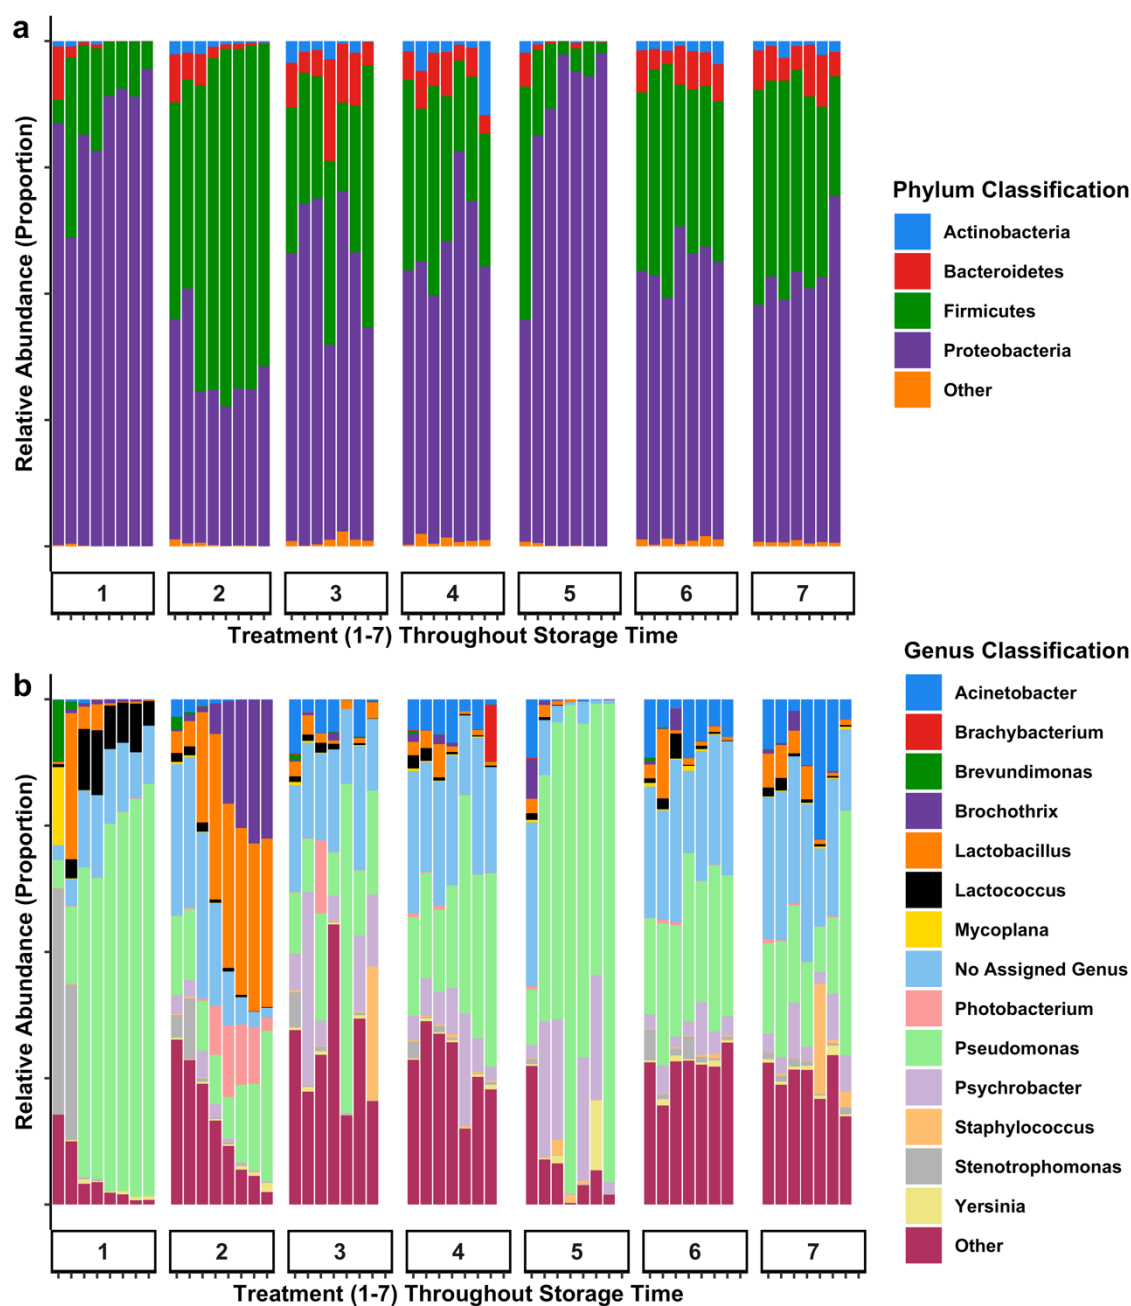 a
Relative Abundance (Proportion)
1 2 3 4 5 6 7
Treatment (1-7) Throughout Storage Time
Phylum Classification
Actinobacteria
Bacteroidetes
Firmicutes
Proteobacteria
Other
b
Relative Abundance (Proportion)
1 2 3 4 5 6 7
Treatment (1-7) Throughout Storage Time
Genus Classification
Acinetobacter
Brachybacterium
Brevundimonas
Brochothrix
Lactobacillus
Lactococcus
Mycoplana
No Assigned Genus
Photobacterium
Pseudomonas
Psychrobacter
Staphylococcus
Stenotrophomonas
Yersinia
Other